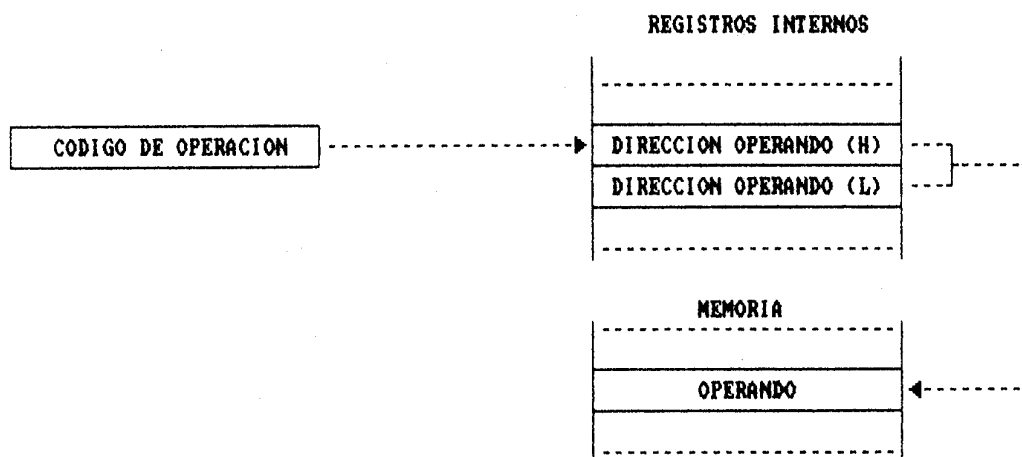 REGISTROS INTERNOS
CODIGO DE OPERACION
DIRECCION OPERANDO (H)
DIRECCION OPERANDO (L)
MEMORIA
OPERANDO